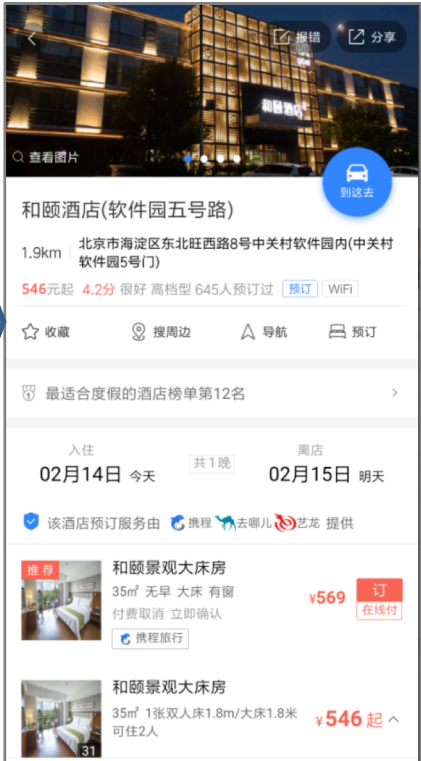 报错
分享
和颐酒店
查看图片
到这去
和颐酒店(软件园五号路)
1.9km
北京市海淀区东北旺西路8号中关村软件园内(中关村
软件园5号门)
546元起 4.2分 很好 高档型 645人预订过 预订 WiFi
收藏 搜周边 导航 预订
1 最适合度假的酒店榜单第12名
入住 离店
02月14日 今天 共1晚 02月15日 明天
该酒店预订服务由 携程 去哪儿 艺龙 提供
推荐
和颐景观大床房
35㎡ 无早 大床 有窗
付费取消 立即确认
携程旅行
¥569
订
在线付
和颐景观大床房
35㎡ 1张双人床1.8m/大床1.8米
可住2人
¥546起
31